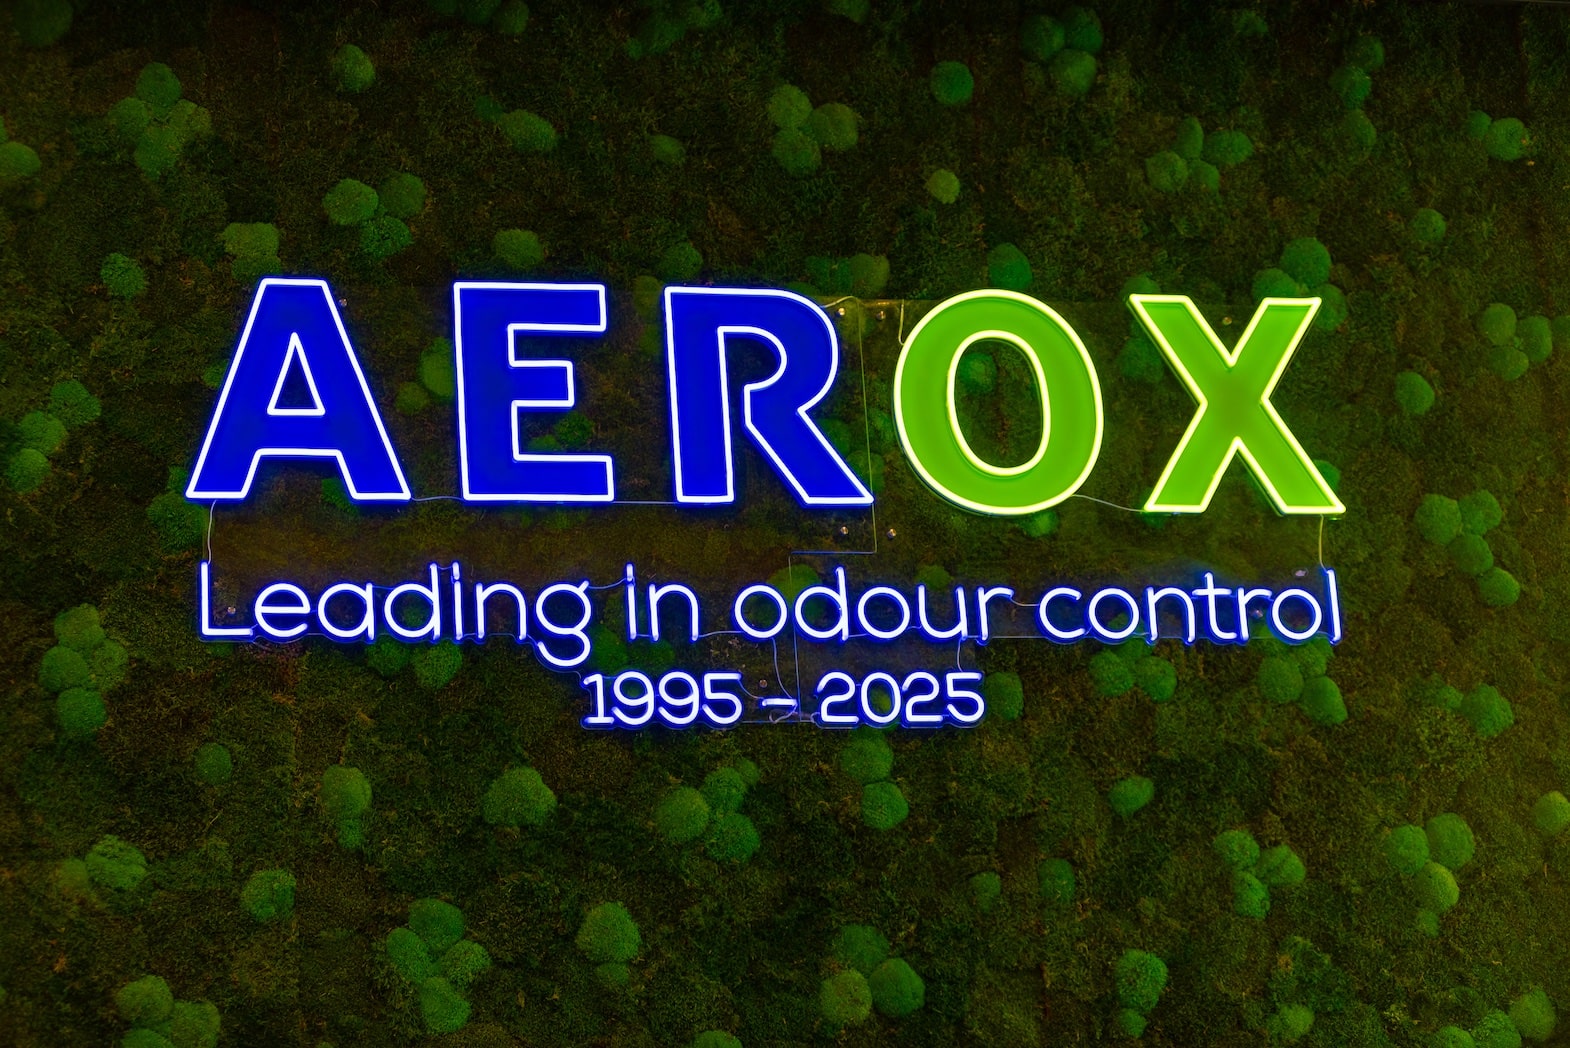 AEROX
Leading in odour control
1995 - 2025